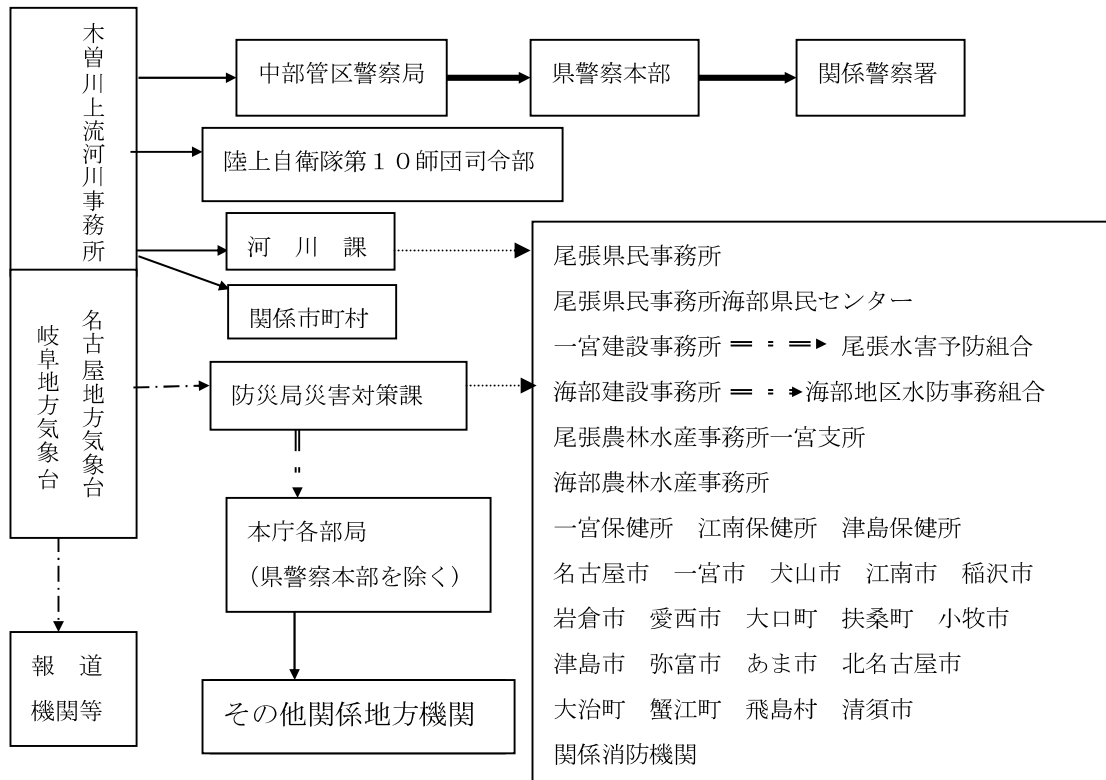 木曽川上流河川事務所
中部管区警察局
県警察本部
関係警察署
陸上自衛隊第１０師団司令部
河　川　課
関係市町村
名古屋地方気象台
岐阜地方気象台
防災局災害対策課
本庁各部局
（県警察本部を除く）
その他関係地方機関
報　道
機関等
尾張県民事務所
尾張県民事務所海部県民センター
一宮建設事務所　尾張水害予防組合
海部建設事務所　海部地区水防事務組合
尾張農林水産事務所一宮支所
海部農林水産事務所
一宮保健所　江南保健所　津島保健所
名古屋市　一宮市　犬山市　江南市　稲沢市
岩倉市　愛西市　大口町　扶桑町　小牧市
津島市　弥富市　あま市　北名古屋市
大治町　蟹江町　飛島村　清須市
関係消防機関